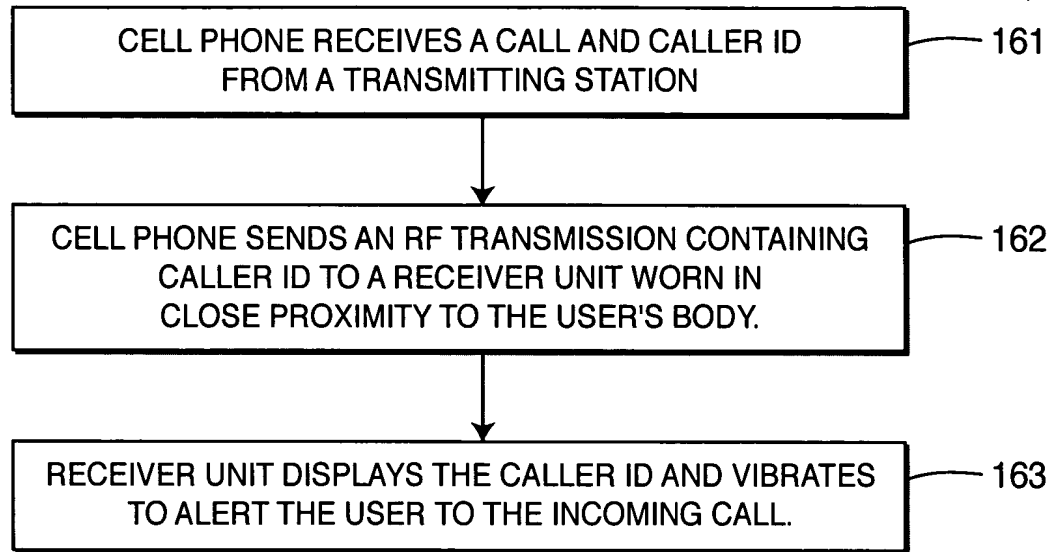 CELL PHONE RECEIVES A CALL AND CALLER ID
FROM A TRANSMITTING STATION
161
CELL PHONE SENDS AN RF TRANSMISSION CONTAINING
CALLER ID TO A RECEIVER UNIT WORN IN
CLOSE PROXIMITY TO THE USER'S BODY.
162
RECEIVER UNIT DISPLAYS THE CALLER ID AND VIBRATES
TO ALERT THE USER TO THE INCOMING CALL.
163